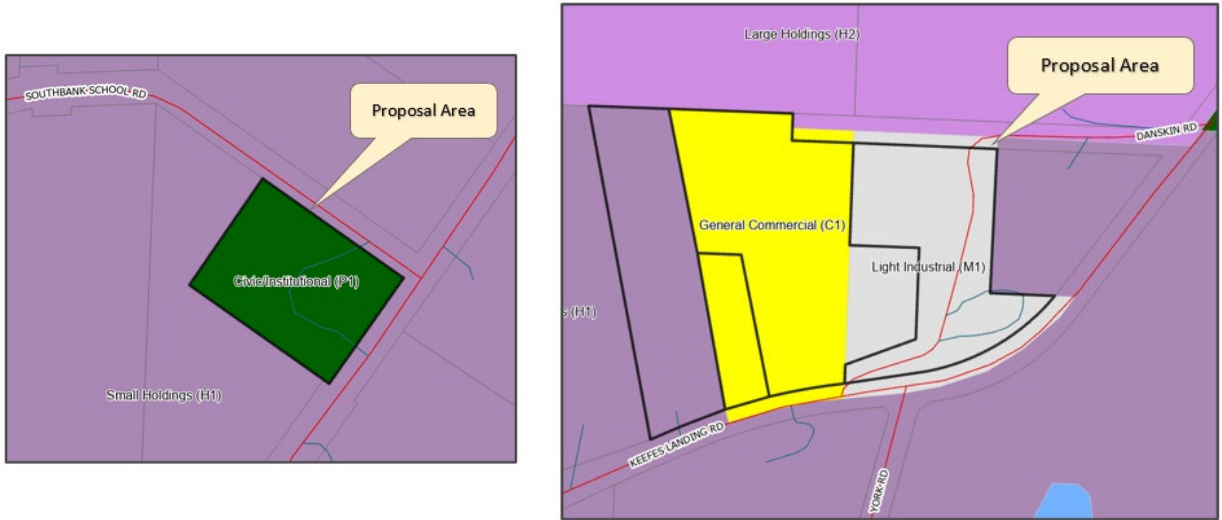 SOUTHBANK SCHOOL RD
Proposal Area
Civic/Institutional (P1)
Small Holdings (H1)
Large Holdings (H2)
Proposal Area
DANSKIN RD
General Commercial (C1)
Light Industrial (M1)
s (H1)
KEEFES LANDING RD
YORK RD